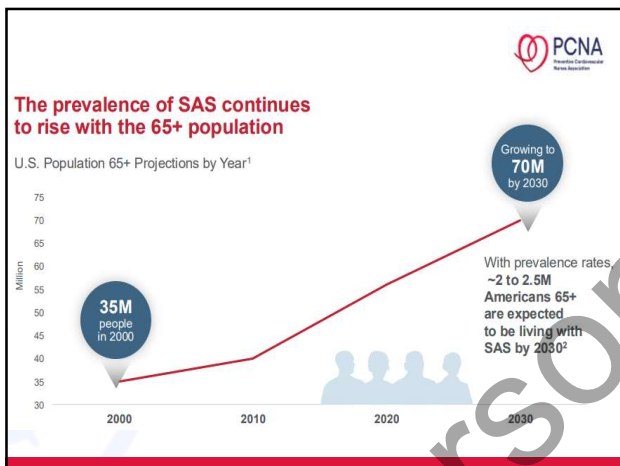 PCNA
Preventive Cardiovascular
Nurses Association
The prevalence of SAS continues
to rise with the 65+ population
U.S. Population 65+ Projections by Year¹
Growing to
70M
by 2030
75
70
65
60
55
50
45
40
35
30
Million
35M
people
in 2000
With prevalence rates,
~2 to 2.5M
Americans 65+
are expected
to be living with
SAS by 2030²
2000
2010
2020
2030